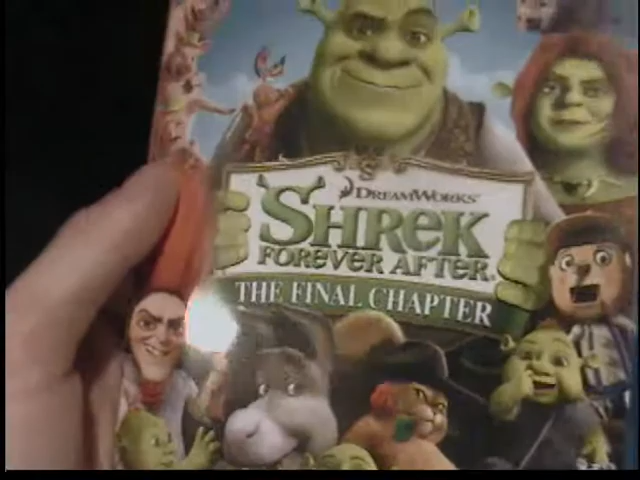 DREAMWORKS
SHREK
FOREVER AFTER
THE FINAL CHAPTER